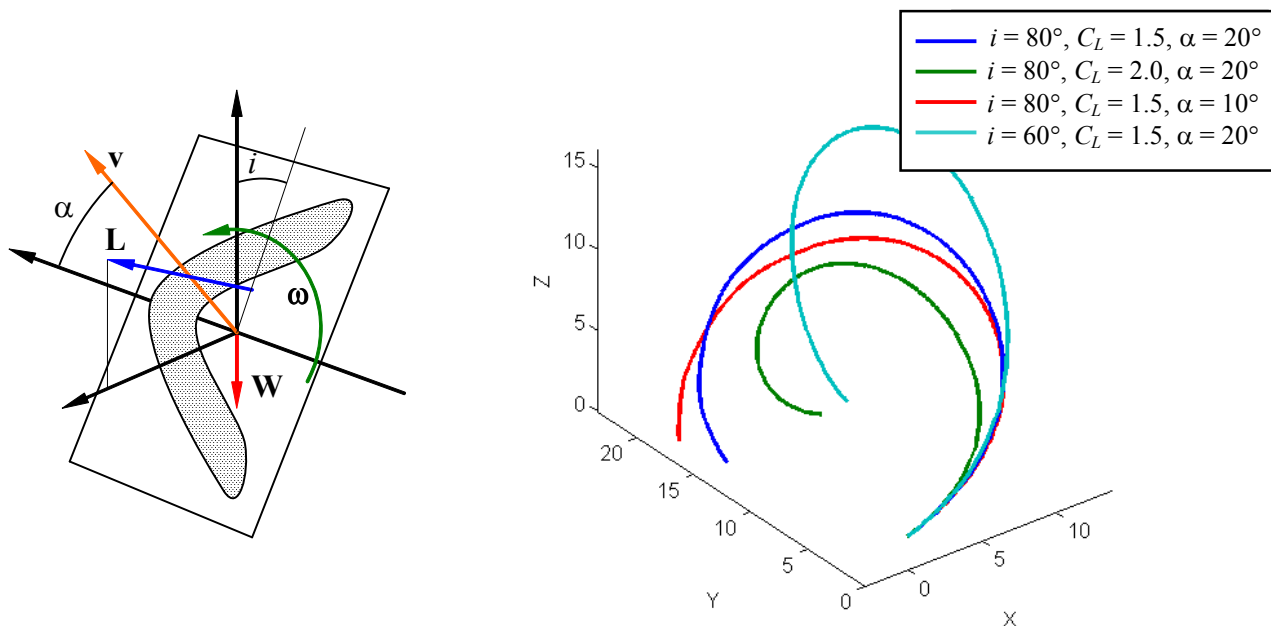 i = 80°, C_L = 1.5, α = 20°
i = 80°, C_L = 2.0, α = 20°
i = 80°, C_L = 1.5, α = 10°
i = 60°, C_L = 1.5, α = 20°
v
i
α
L
ω
W
15
10
5
0
Z
20
15
10
5
0
Y
0
5
10
X